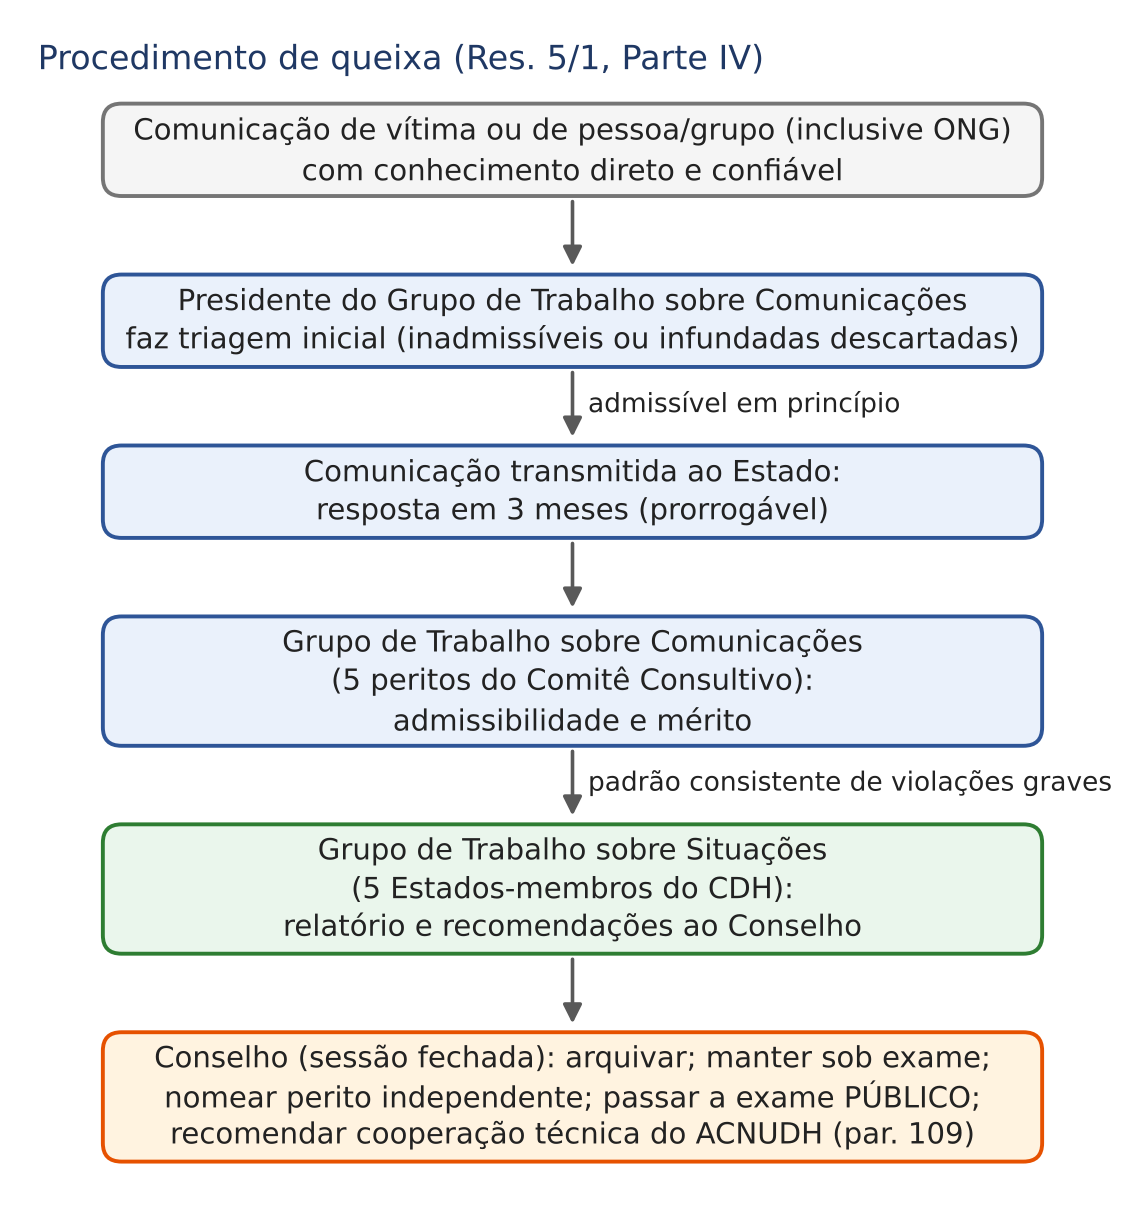 Procedimento de queixa (Res. 5/1, Parte IV)
Comunicação de vítima ou de pessoa/grupo (inclusive ONG)
com conhecimento direto e confiável
Presidente do Grupo de Trabalho sobre Comunicações
faz triagem inicial (inadmissíveis ou infundadas descartadas)
admissível em princípio
Comunicação transmitida ao Estado:
resposta em 3 meses (prorrogável)
Grupo de Trabalho sobre Comunicações
(5 peritos do Comitê Consultivo):
admissibilidade e mérito
padrão consistente de violações graves
Grupo de Trabalho sobre Situações
(5 Estados-membros do CDH):
relatório e recomendações ao Conselho
Conselho (sessão fechada): arquivar; manter sob exame;
nomear perito independente; passar a exame PÚBLICO;
recomendar cooperação técnica do ACNUDH (par. 109)